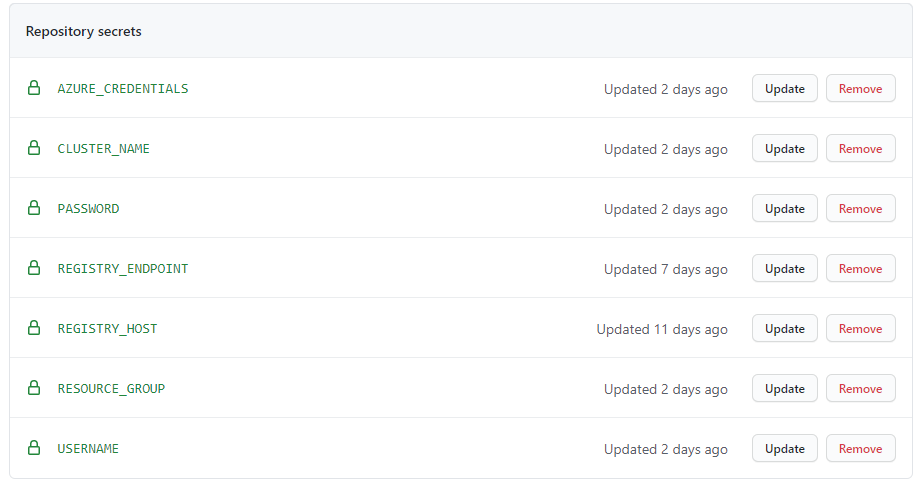 Repository secrets
AZURE_CREDENTIALS Updated 2 days ago Update Remove
CLUSTER_NAME Updated 2 days ago Update Remove
PASSWORD Updated 2 days ago Update Remove
REGISTRY_ENDPOINT Updated 7 days ago Update Remove
REGISTRY_HOST Updated 11 days ago Update Remove
RESOURCE_GROUP Updated 2 days ago Update Remove
USERNAME Updated 2 days ago Update Remove